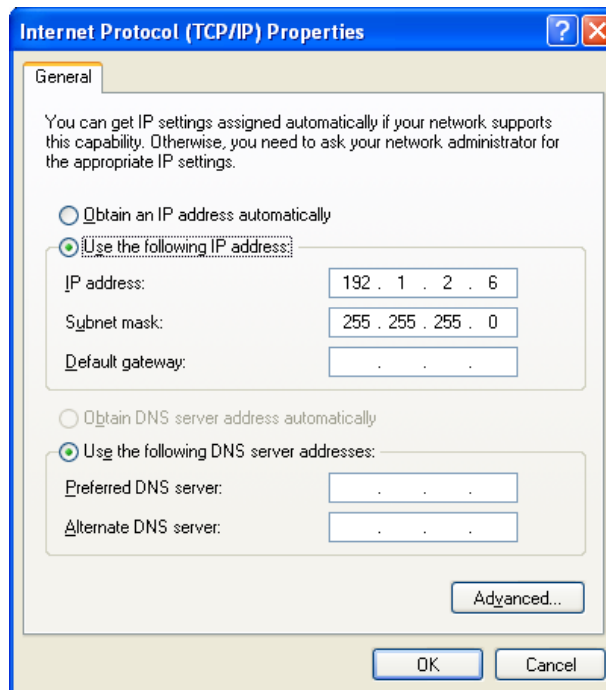 Internet Protocol (TCP/IP) Properties
General
You can get IP settings assigned automatically if your network supports
this capability. Otherwise, you need to ask your network administrator for
the appropriate IP settings.
Obtain an IP address automatically
Use the following IP address:
IP address: 192 . 1 . 2 . 6
Subnet mask: 255 . 255 . 255 . 0
Default gateway: . . .
Obtain DNS server address automatically
Use the following DNS server addresses:
Preferred DNS server: . . .
Alternate DNS server: . . .
Advanced...
OK Cancel